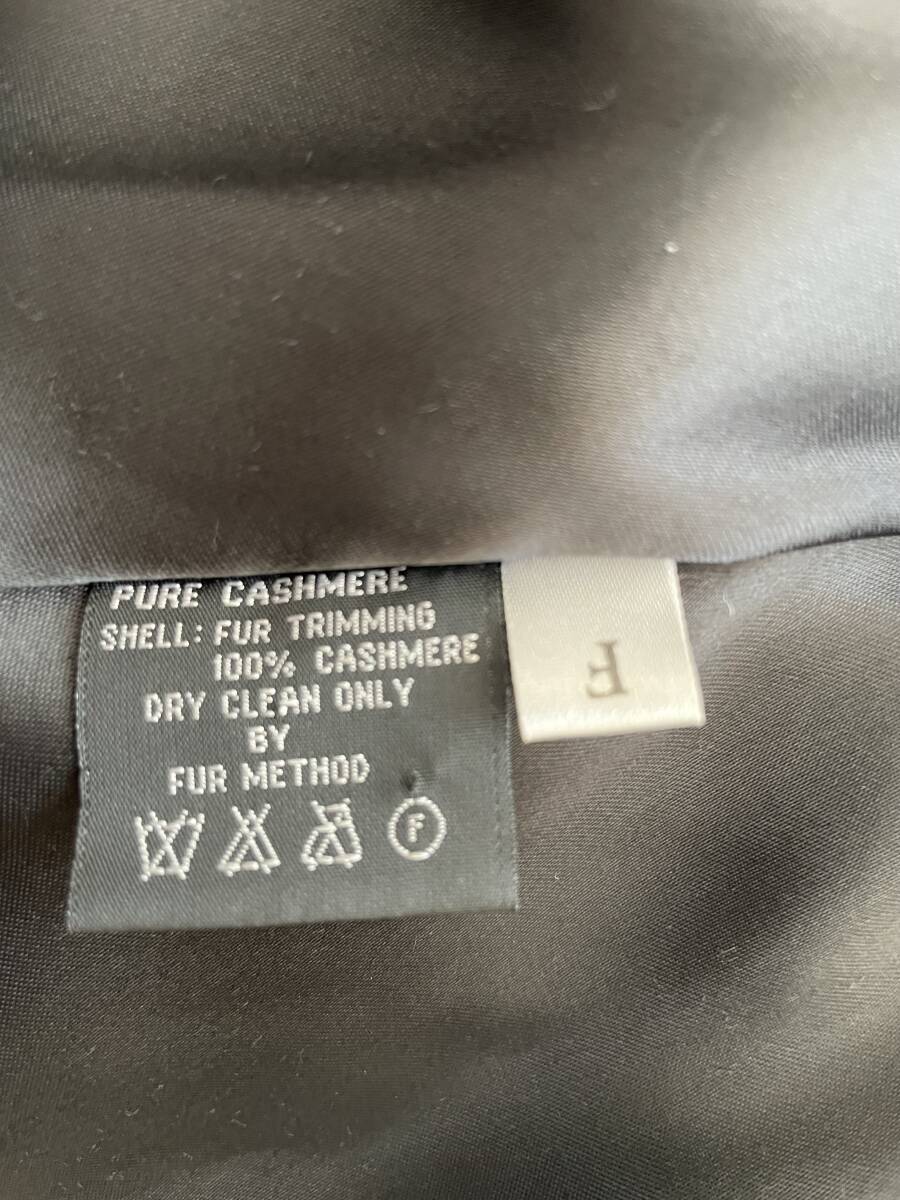 PURE CASHMERE
SHELL: FUR TRIMMING
100% CASHMERE
DRY CLEAN ONLY
BY
FUR METHOD
F
F